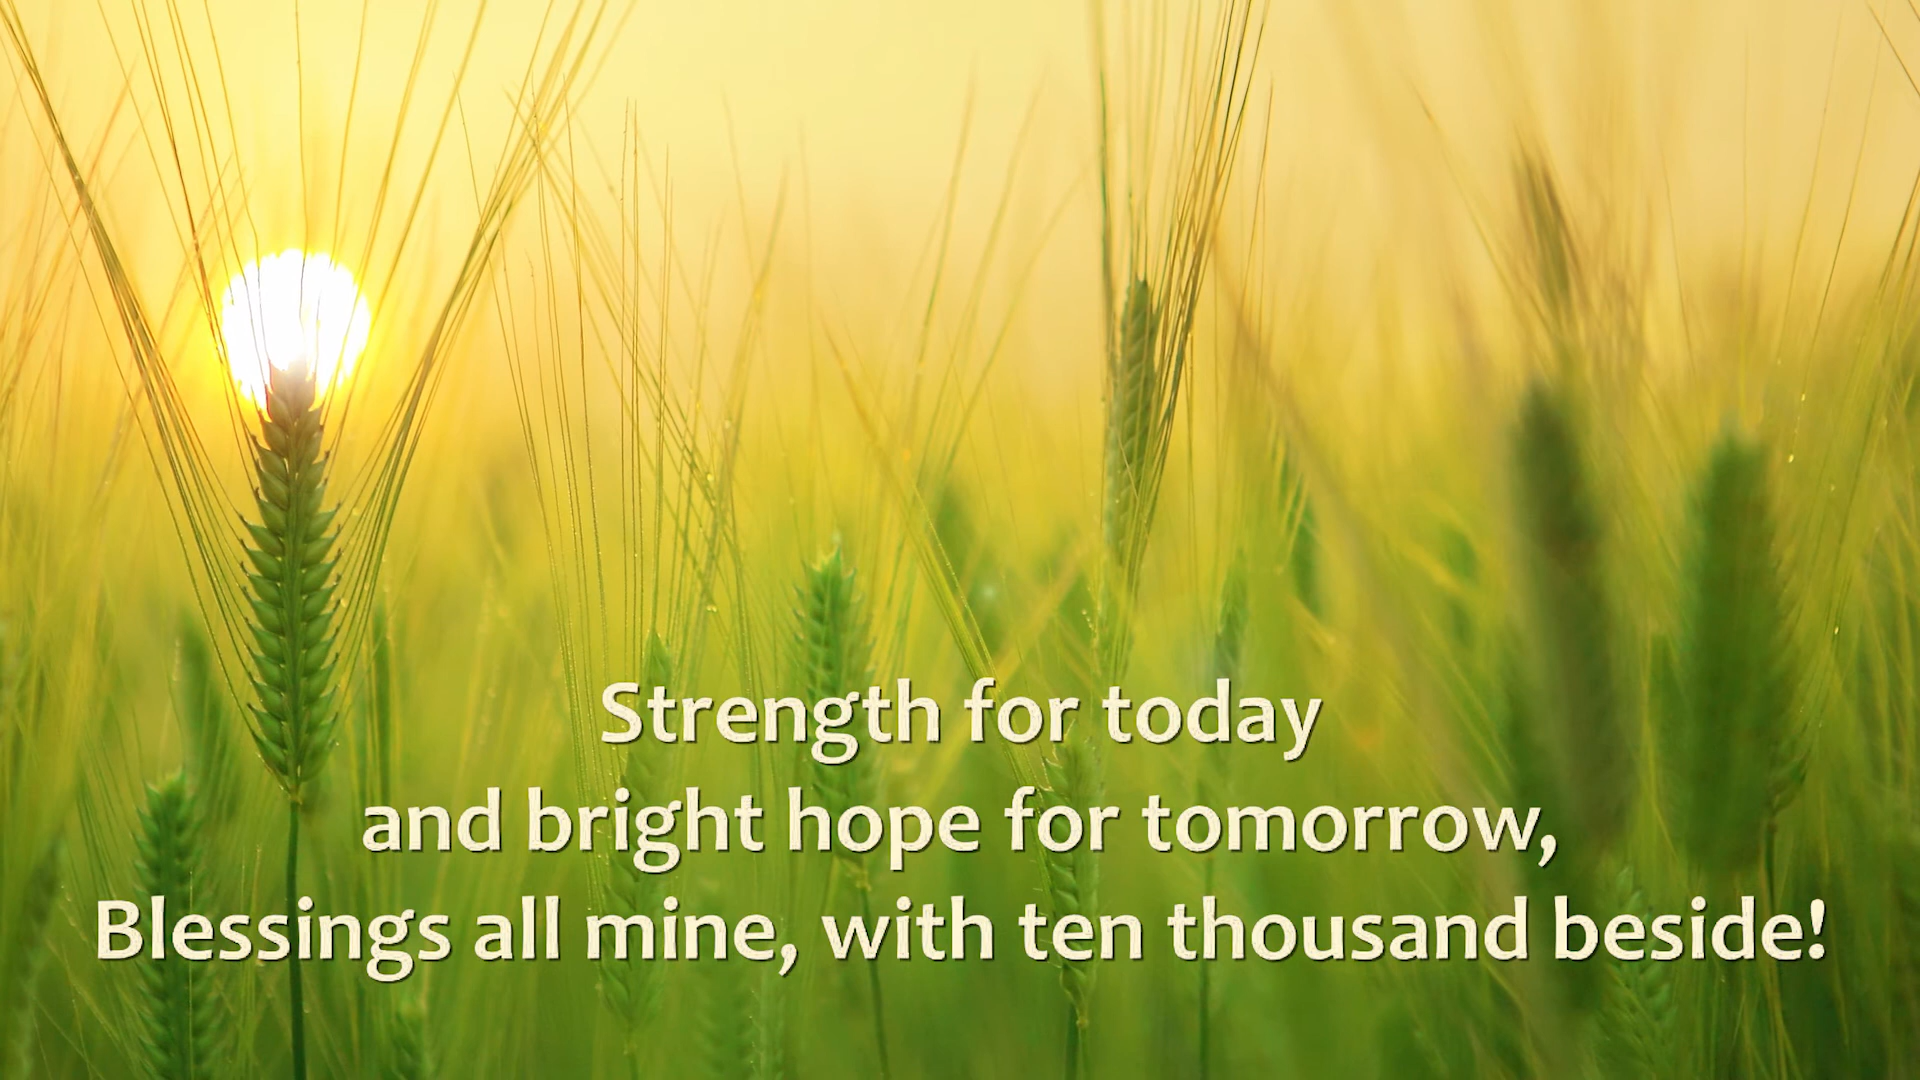 Strength for today
and bright hope for tomorrow,
Blessings all mine, with ten thousand beside!